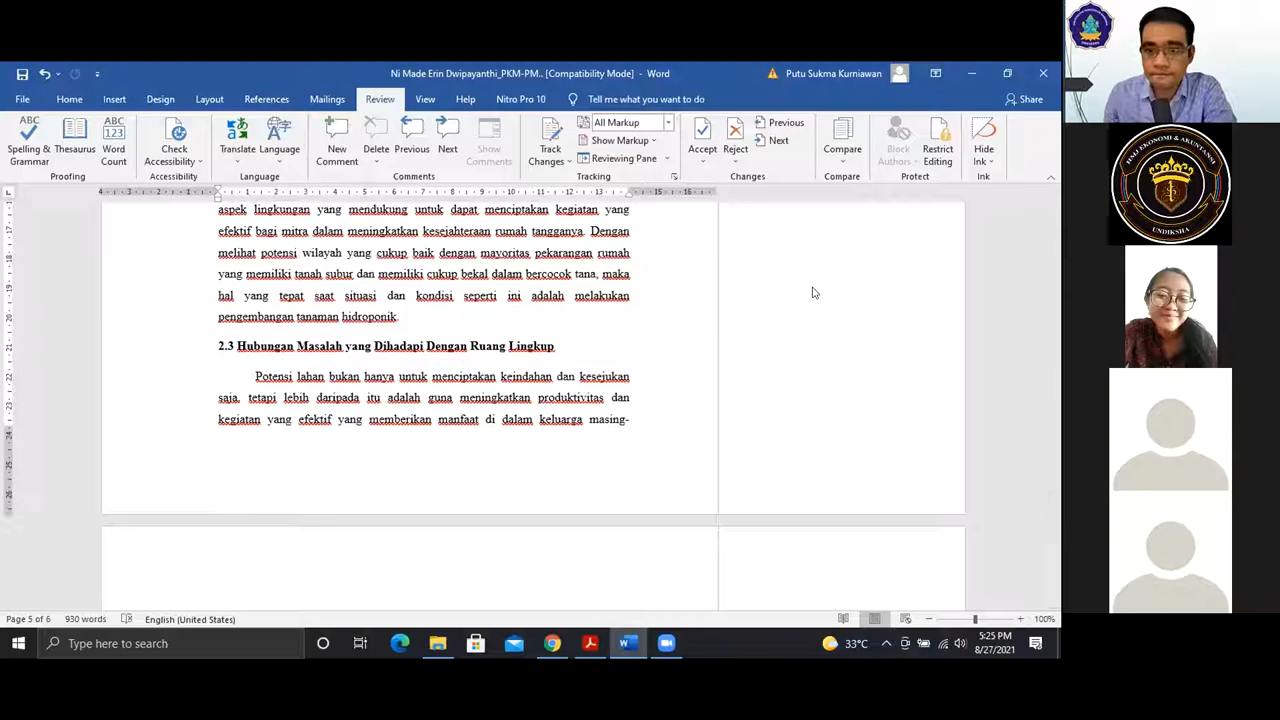 Ni Made Erin Dwipayanthi_PKM-PM.. [Compatibility Mode] - Word
Putu Sukma Kurniawan
File Home Insert Design Layout References Mailings Review View Help Nitro Pro 10 Tell me what you want to do Share
Spelling & Grammar
Thesaurus
Word Count
Proofing
Check Accessibility
Accessibility
Translate
Language
Language
New Comment
Delete
Previous
Next
Show Comments
Comments
Track Changes
All Markup
Show Markup
Reviewing Pane
Tracking
Accept
Reject
Previous
Next
Changes
Compare
Compare
Block Authors
Restrict Editing
Protect
Hide Ink
Ink
aspek lingkungan yang mendukung untuk dapat menciptakan kegiatan yang
efektif bagi mitra dalam meningkatkan kesejahteraan rumah tangganya. Dengan
melihat potensi wilayah yang cukup baik dengan mayoritas pekarangan rumah
yang memiliki tanah subur dan memiliki cukup bekal dalam bercocok tana, maka
hal yang tepat saat situasi dan kondisi seperti ini adalah melakukan
pengembangan tanaman hidroponik.
2.3 Hubungan Masalah yang Dihadapi Dengan Ruang Lingkup
Potensi lahan bukan hanya untuk menciptakan keindahan dan kesejukan
saja, tetapi lebih daripada itu adalah guna meningkatkan produktivitas dan
kegiatan yang efektif yang memberikan manfaat di dalam keluarga masing-
Page 5 of 6 930 words English (United States) 100%
Type here to search
33°C
5:25 PM
8/27/2021
HMJ EKONOMI & AKUNTANSI
UNDIKSHA